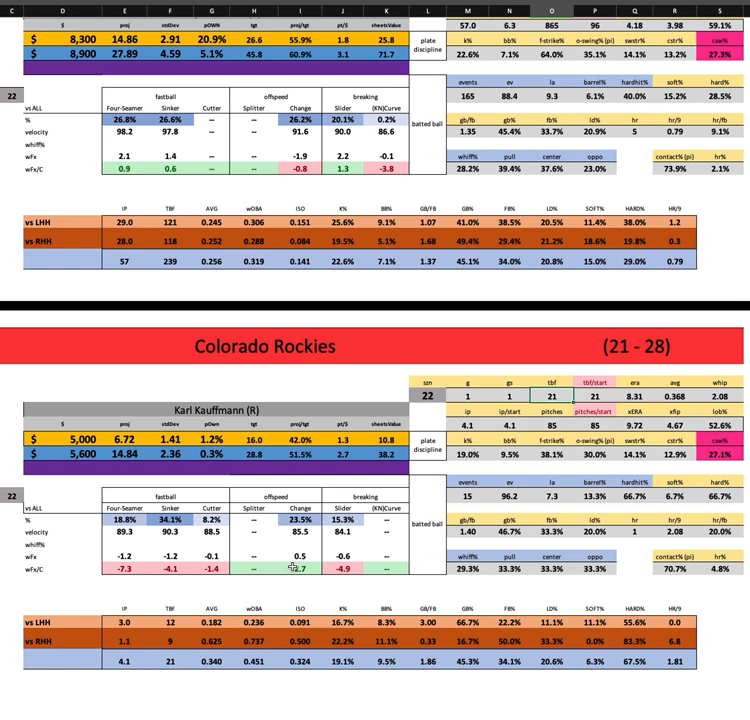 C D E F G H I J K L M N O P Q R S
$ proj stdDev pOWN tgt proj/tgt pt/$ sheetsValue 57.0 6.3 865 96 4.18 3.98 59.1%
$ 8,300 14.86 2.91 20.9% 26.6 55.9% 1.8 25.8 plate discipline k% bb% f-strike% o-swing% (pi) swstr% cstr% csw%
$ 8,900 27.89 4.59 5.1% 45.8 60.9% 3.1 71.7 22.6% 7.1% 64.0% 35.1% 14.1% 13.2% 27.3%
events ev la barrel% hardhit% soft% hard%
22 fastball offspeed breaking 165 88.4 9.3 6.1% 40.0% 15.2% 28.5%
vs ALL Four-Seamer Sinker Cutter Splitter Change Slider (KN)Curve
% 26.8% 26.6% -- -- 26.2% 20.1% 0.2% batted ball gb/fb gb% fb% ld% hr hr/9 hr/fb
velocity 98.2 97.8 -- -- 91.6 90.0 86.6 1.35 45.4% 33.7% 20.9% 5 0.79 9.1%
whiff%
wFx 2.1 1.4 -1.9 2.2 -0.1 whiff% pull center oppo contact% (pi) hr%
wFx/C 0.9 0.6 -- -- -0.8 1.3 -3.8 28.2% 39.4% 37.6% 23.0% 73.9% 2.1%
IP TBF AVG wOBA ISO K% BB% GB/FB GB% FB% LD% SOFT% HARD% HR/9
vs LHH 29.0 121 0.245 0.306 0.151 25.6% 9.1% 1.07 41.0% 38.5% 20.5% 11.4% 38.0% 1.2
vs RHH 28.0 118 0.252 0.288 0.084 19.5% 5.1% 1.68 49.4% 29.4% 21.2% 18.6% 19.8% 0.3
57 239 0.256 0.319 0.141 22.6% 7.1% 1.37 45.1% 34.0% 20.8% 15.0% 29.0% 0.79
Colorado Rockies (21 - 28)
szn g gs tbf tbf/start era avg whip
22 1 1 21 21 8.31 0.368 2.08
Karl Kauffmann (R) ip ip/start pitches pitches/start xERA xfip lob%
$ proj stdDev pOWN tgt proj/tgt pt/$ sheetsValue 4.1 4.1 85 85 9.72 4.67 52.6%
$ 5,000 6.72 1.41 1.2% 16.0 42.0% 1.3 10.8 plate discipline k% bb% f-strike% o-swing% (pi) swstr% cstr% csw%
$ 5,600 14.84 2.36 0.3% 28.8 51.5% 2.7 38.2 19.0% 9.5% 38.1% 30.0% 14.1% 12.9% 27.1%
events ev la barrel% hardhit% soft% hard%
22 fastball offspeed breaking 15 96.2 7.3 13.3% 66.7% 6.7% 66.7%
vs ALL Four-Seamer Sinker Cutter Splitter Change Slider (KN)Curve
% 18.8% 34.1% 8.2% -- 23.5% 15.3% -- batted ball gb/fb gb% fb% ld% hr hr/9 hr/fb
velocity 89.3 90.3 88.5 -- 85.5 84.1 -- 1.40 46.7% 33.3% 20.0% 1 2.08 20.0%
whiff%
wFx -1.2 -1.2 -0.1 0.5 -0.6 whiff% pull center oppo contact% (pi) hr%
wFx/C -7.3 -4.1 -1.4 -- -4.9 -- 29.3% 33.3% 33.3% 33.3% 70.7% 4.8%
IP TBF AVG wOBA ISO K% BB% GB/FB GB% FB% LD% SOFT% HARD% HR/9
vs LHH 3.0 12 0.182 0.236 0.091 16.7% 8.3% 3.00 66.7% 22.2% 11.1% 11.1% 55.6% 0.0
vs RHH 1.1 9 0.625 0.737 0.500 22.2% 11.1% 0.33 16.7% 50.0% 33.3% 0.0% 83.3% 6.8
4.1 21 0.340 0.451 0.324 19.1% 9.5% 1.86 45.3% 34.1% 20.6% 6.3% 67.5% 1.81